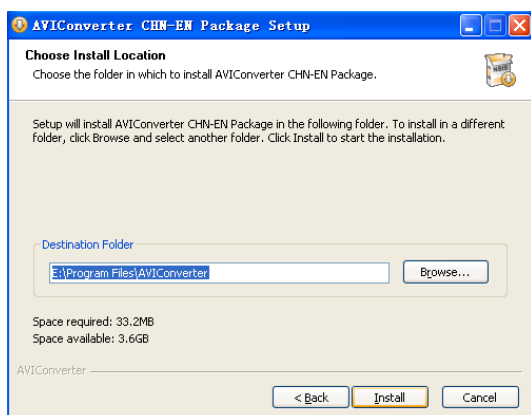 AVIConverter CHN-EN Package Setup
Choose Install Location
Choose the folder in which to install AVIConverter CHN-EN Package.
NSIS
Setup will install AVIConverter CHN-EN Package in the following folder. To install in a different
folder, click Browse and select another folder. Click Install to start the installation.
Destination Folder
E:\Program Files\AVIConverter
Browse...
Space required: 33.2MB
Space available: 3.6GB
AVIConverter
< Back Install Cancel